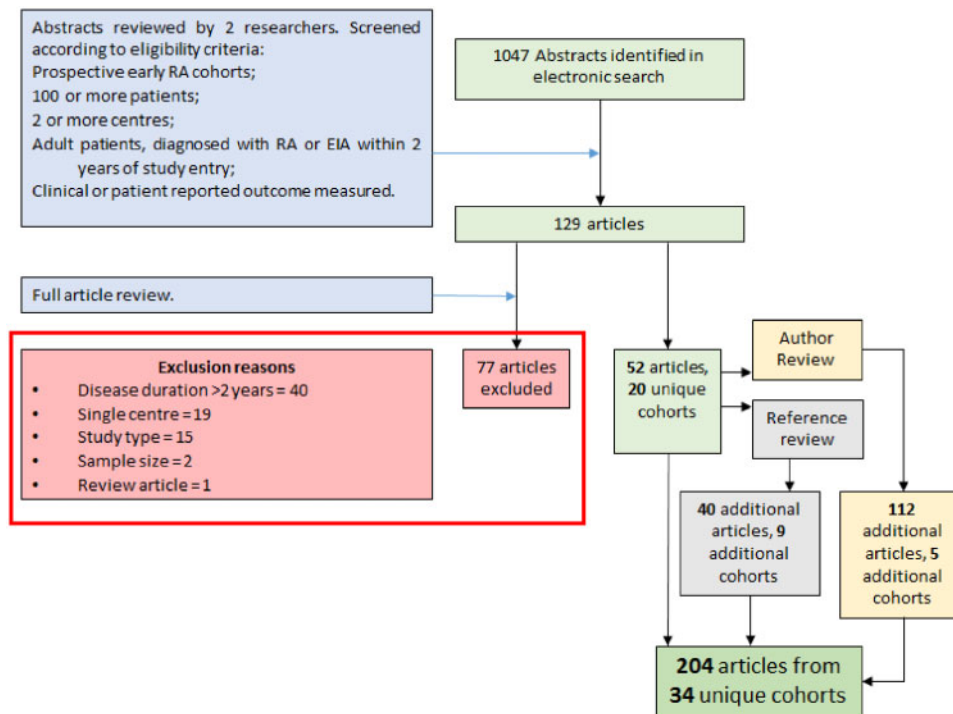 Abstracts reviewed by 2 researchers. Screened
according to eligibility criteria:
Prospective early RA cohorts;
100 or more patients;
2 or more centres;
Adult patients, diagnosed with RA or EIA within 2
years of study entry;
Clinical or patient reported outcome measured.
1047 Abstracts identified in
electronic search
129 articles
Full article review.
Exclusion reasons
• Disease duration >2 years = 40
• Single centre = 19
• Study type = 15
• Sample size = 2
• Review article = 1
77 articles
excluded
52 articles,
20 unique
cohorts
Author
Review
Reference
review
40 additional
articles, 9
additional
cohorts
112
additional
articles, 5
additional
cohorts
204 articles from
34 unique cohorts